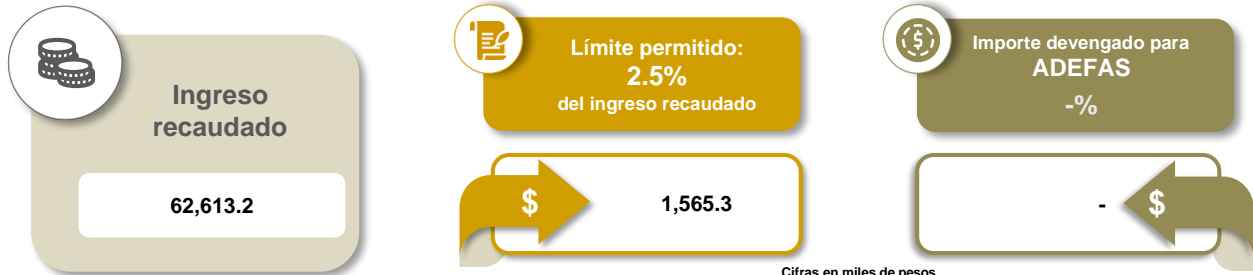 Ingreso
recaudado
62,613.2
Límite permitido:
2.5%
del ingreso recaudado
$
1,565.3
Importe devengado para
ADEFAS
-%
-
$
Cifras en miles de pesos